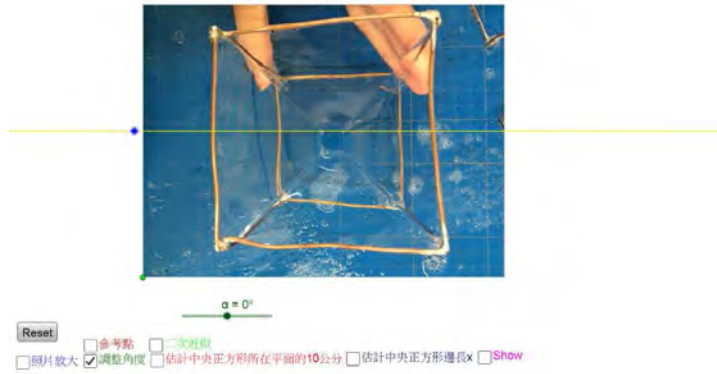 α = 0°
Reset
參考點 二次近似
照片放大 調整角度 估計中央正方形所在平面的10公分 估計中央正方形邊長x Show